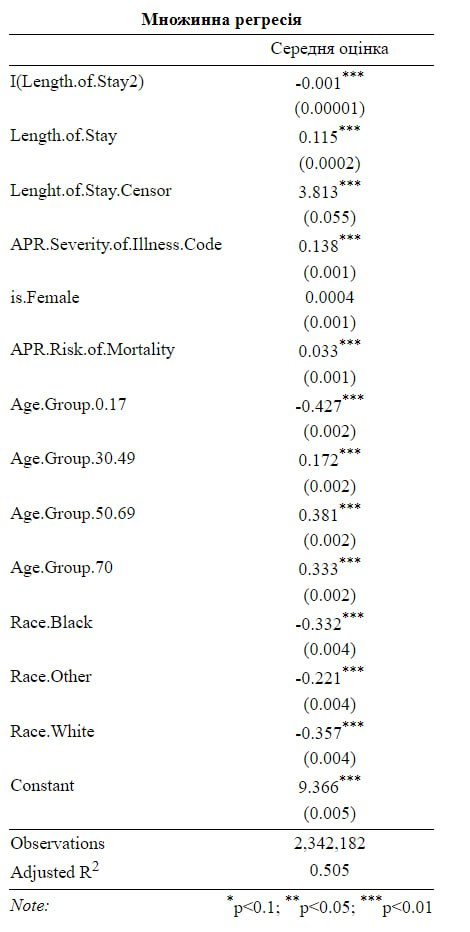 Множинна регресія
Середня оцінка
I(Length.of.Stay2) -0.001***
(0.00001)
Length.of.Stay 0.115***
(0.0002)
Lenght.of.Stay.Censor 3.813***
(0.055)
APR.Severity.of.Illness.Code 0.138***
(0.001)
is.Female 0.0004
(0.001)
APR.Risk.of.Mortality 0.033***
(0.001)
Age.Group.0.17 -0.427***
(0.002)
Age.Group.30.49 0.172***
(0.002)
Age.Group.50.69 0.381***
(0.002)
Age.Group.70 0.333***
(0.002)
Race.Black -0.332***
(0.004)
Race.Other -0.221***
(0.004)
Race.White -0.357***
(0.004)
Constant 9.366***
(0.005)
Observations 2,342,182
Adjusted R2 0.505
Note: *p<0.1; **p<0.05; ***p<0.01